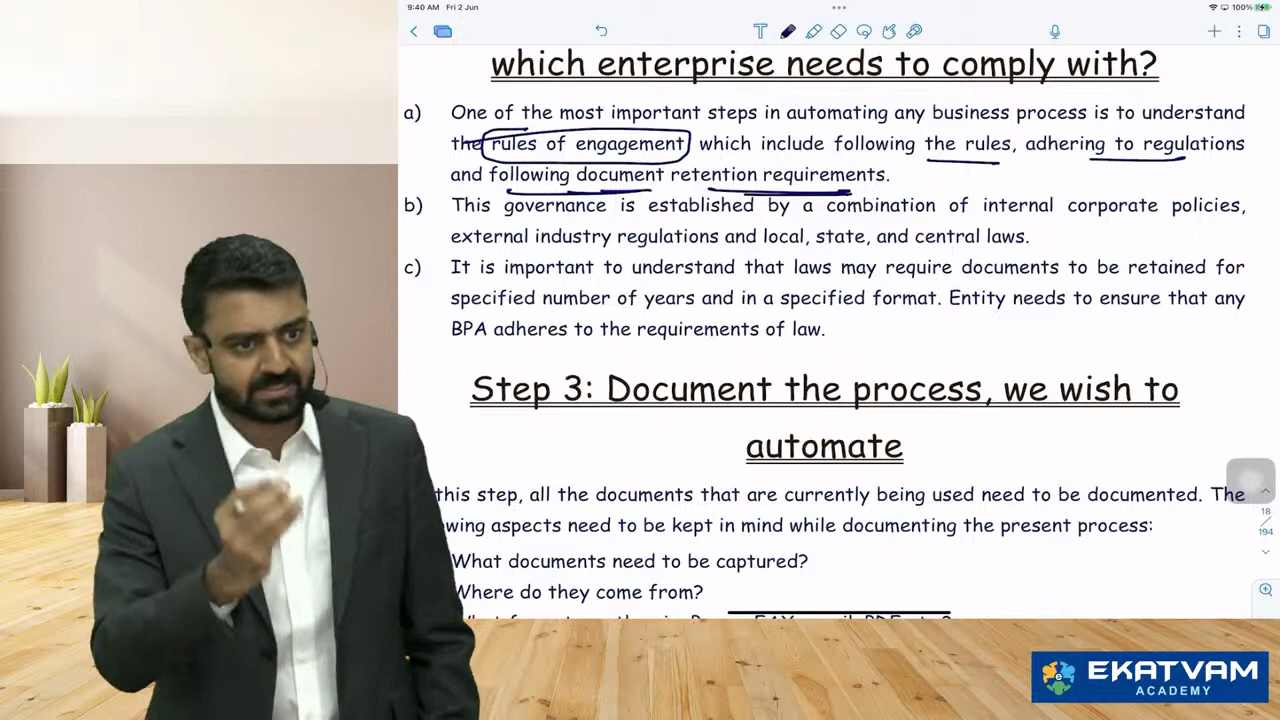 9:40 AM Fri 2 Jun
100%
which enterprise needs to comply with?
a) One of the most important steps in automating any business process is to understand
the rules of engagement which include following the rules, adhering to regulations
and following document retention requirements.
b) This governance is established by a combination of internal corporate policies,
external industry regulations and local, state, and central laws.
c) It is important to understand that laws may require documents to be retained for
specified number of years and in a specified format. Entity needs to ensure that any
BPA adheres to the requirements of law.
Step 3: Document the process, we wish to
automate
this step, all the documents that are currently being used need to be documented. The
wing aspects need to be kept in mind while documenting the present process:
What documents need to be captured?
Where do they come from?
18
194
EKATVAM
ACADEMY